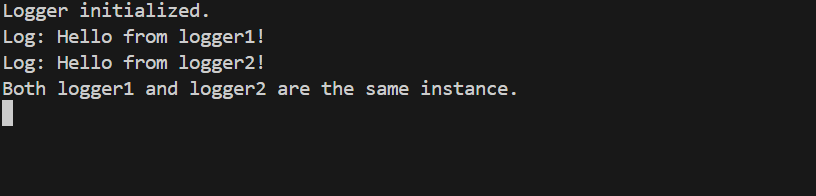 Logger initialized.
Log: Hello from logger1!
Log: Hello from logger2!
Both logger1 and logger2 are the same instance.